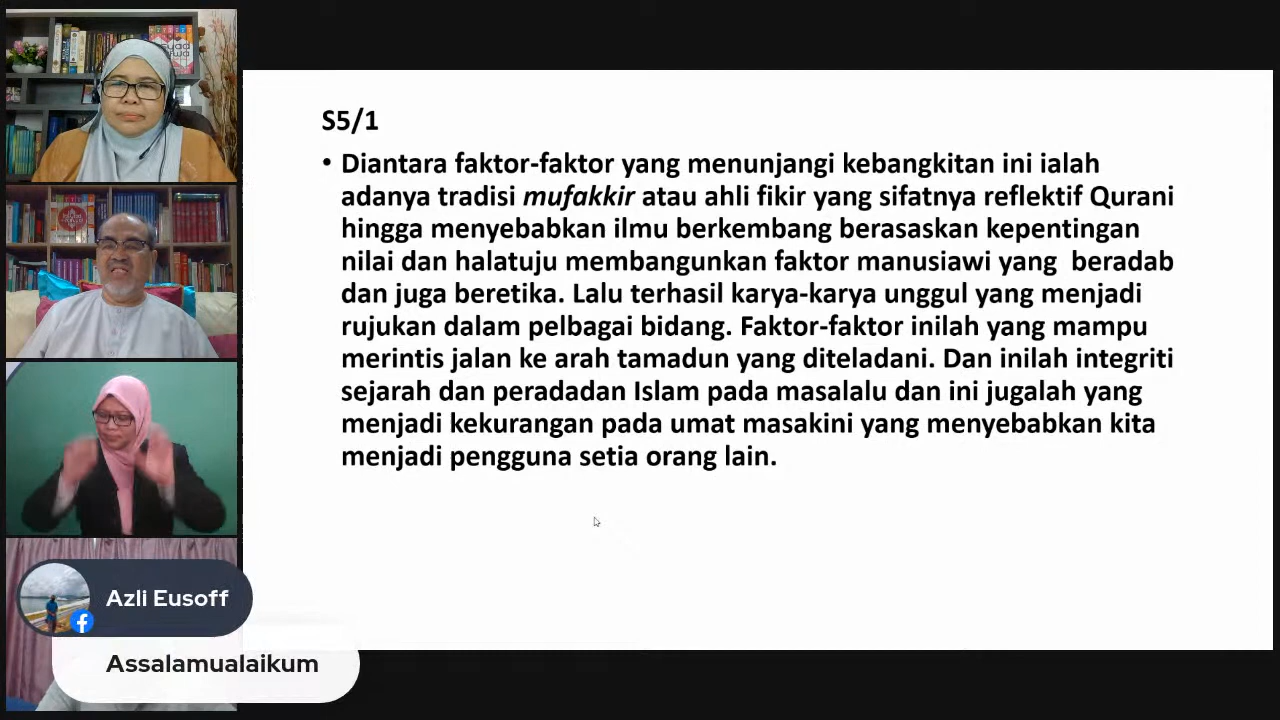 S5/1
• Diantara faktor-faktor yang menunjangi kebangkitan ini ialah
adanya tradisi mufakkir atau ahli fikir yang sifatnya reflektif Qurani
hingga menyebabkan ilmu berkembang berasaskan kepentingan
nilai dan halatuju membangunkan faktor manusiawi yang  beradab
dan juga beretika. Lalu terhasil karya-karya unggul yang menjadi
rujukan dalam pelbagai bidang. Faktor-faktor inilah yang mampu
merintis jalan ke arah tamadun yang diteladani. Dan inilah integriti
sejarah dan peradadan Islam pada masalalu dan ini jugalah yang
menjadi kekurangan pada umat masakini yang menyebabkan kita
menjadi pengguna setia orang lain.
Azli Eusoff
Assalamualaikum